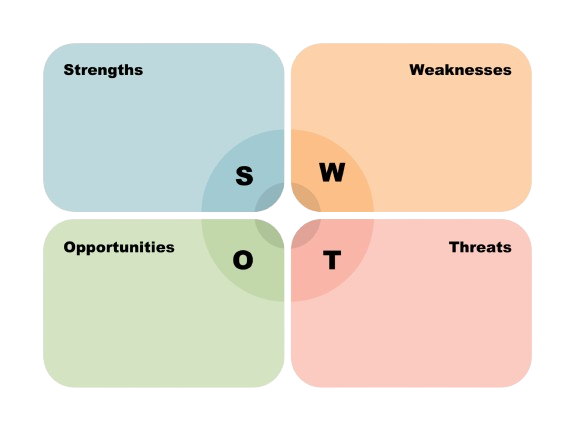 Strengths
Weaknesses
S
W
Opportunities
Threats
O
T